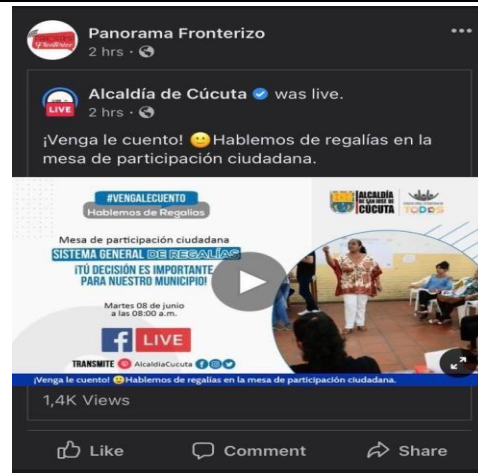 Panorama Fronterizo
2 hrs ·
Alcaldía de Cúcuta was live.
2 hrs ·
LIVE
¡Venga le cuento! 🙂Hablemos de regalías en la
mesa de participación ciudadana.
#VENGALECUENTO
Hablemos de Regalías
ALCALDÍA
DE SAN JOSÉ DE
CÚCUTA
TODOS
Mesa de participación ciudadana
SISTEMA GENERAL DE REGALÍAS
¡TÚ DECISIÓN ES IMPORTANTE
PARA NUESTRO MUNICIPIO!
Martes 08 de junio
a las 08:00 a.m.
f LIVE
TRANSMITE AlcaldiaCucuta
¡Venga le cuento! 🙂Hablemos de regalías en la mesa de participación ciudadana.
1,4K Views
Like Comment Share